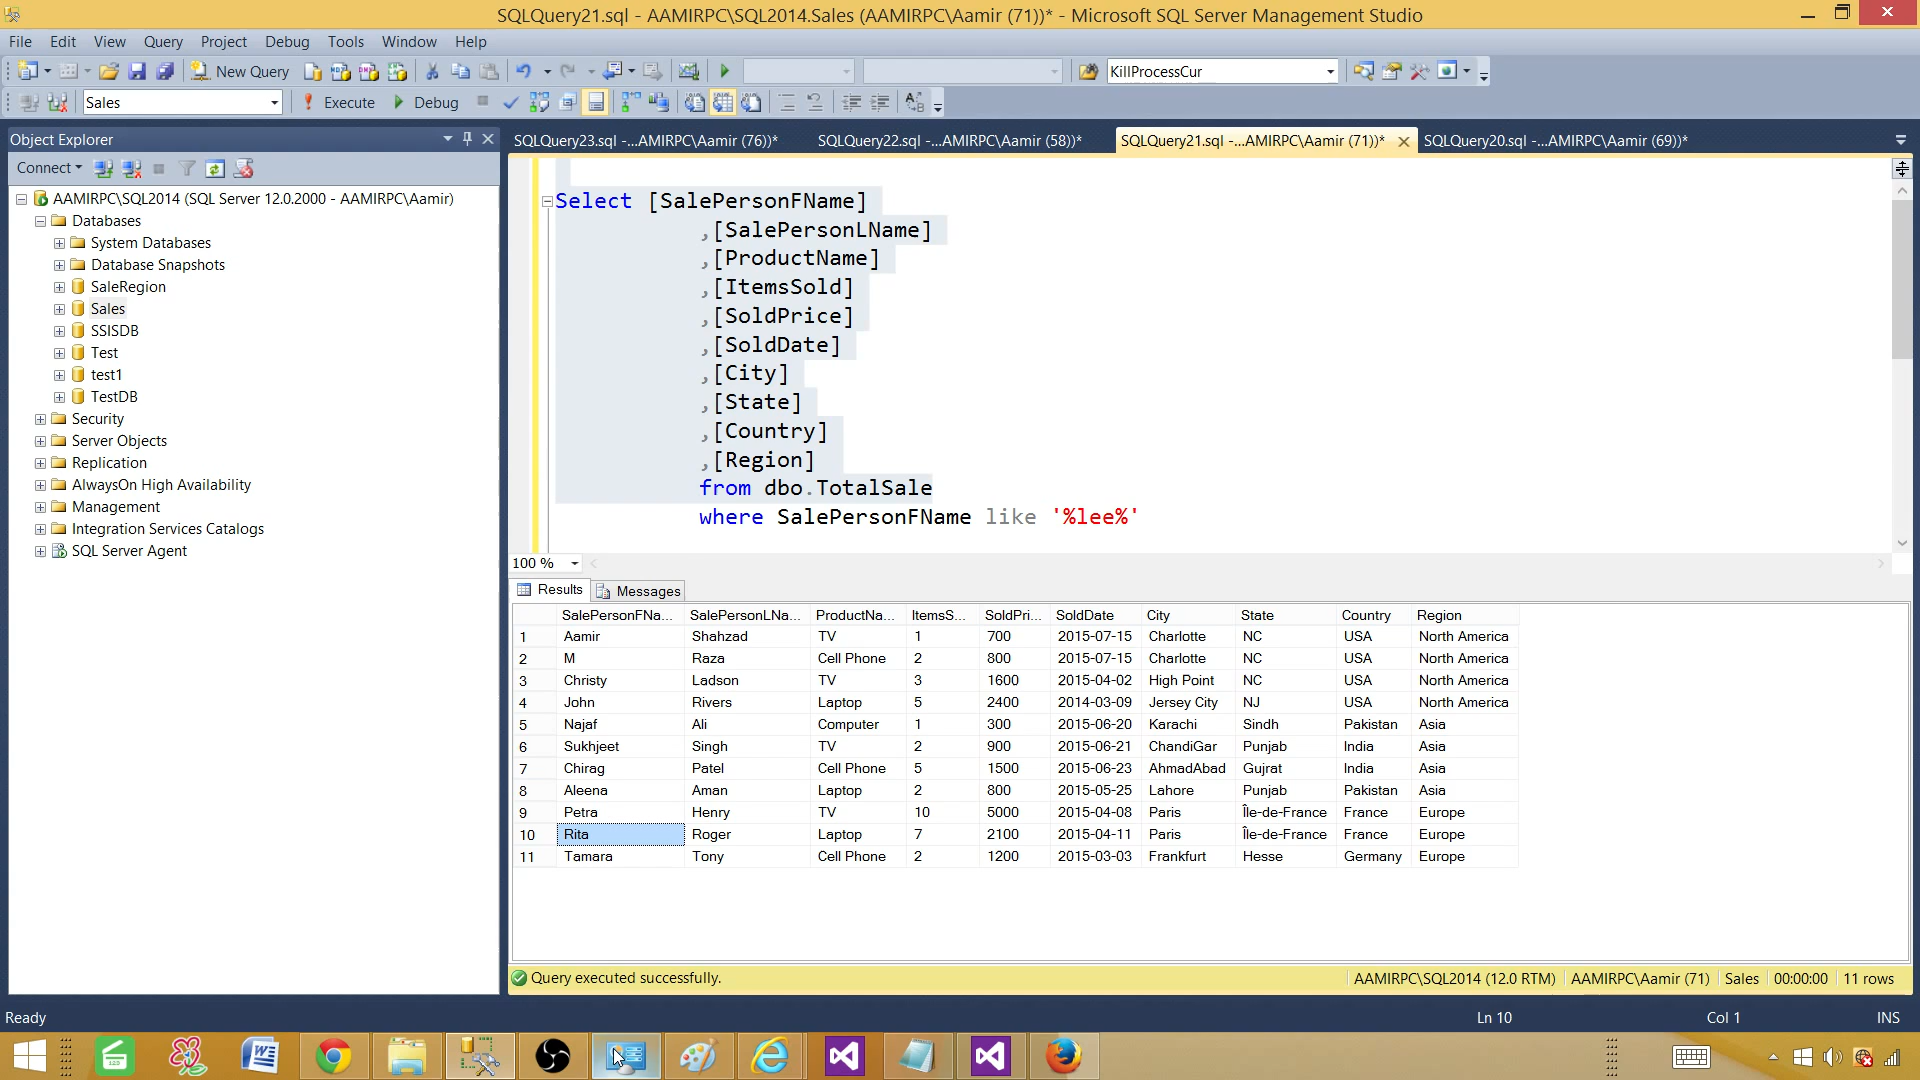 SQLQuery21.sql - AAMIRPC\SQL2014.Sales (AAMIRPC\Aamir (71))* - Microsoft SQL Server Management Studio
File Edit View Query Project Debug Tools Window Help
New Query KillProcessCur
Sales Execute Debug
Object Explorer
Connect
AAMIRPC\SQL2014 (SQL Server 12.0.2000 - AAMIRPC\Aamir)
Databases
System Databases
Database Snapshots
SaleRegion
Sales
SSISDB
Test
test1
TestDB
Security
Server Objects
Replication
AlwaysOn High Availability
Management
Integration Services Catalogs
SQL Server Agent
SQLQuery23.sql -...AMIRPC\Aamir (76))* SQLQuery22.sql -...AMIRPC\Aamir (58))* SQLQuery21.sql -...AMIRPC\Aamir (71))* SQLQuery20.sql -...AMIRPC\Aamir (69))*
Select [SalePersonFName]
,[SalePersonLName]
,[ProductName]
,[ItemsSold]
,[SoldPrice]
,[SoldDate]
,[City]
,[State]
,[Country]
,[Region]
from dbo.TotalSale
where SalePersonFName like '%lee%'
100 %
Results Messages
SalePersonFNa... SalePersonLNa... ProductNa... ItemsS... SoldPri... SoldDate City State Country Region
1 Aamir Shahzad TV 1 700 2015-07-15 Charlotte NC USA North America
2 M Raza Cell Phone 2 800 2015-07-15 Charlotte NC USA North America
3 Christy Ladson TV 3 1600 2015-04-02 High Point NC USA North America
4 John Rivers Laptop 5 2400 2014-03-09 Jersey City NJ USA North America
5 Najaf Ali Computer 1 300 2015-06-20 Karachi Sindh Pakistan Asia
6 Sukhjeet Singh TV 2 900 2015-06-21 ChandiGar Punjab India Asia
7 Chirag Patel Cell Phone 5 1500 2015-06-23 AhmadAbad Gujrat India Asia
8 Aleena Aman Laptop 2 800 2015-05-25 Lahore Punjab Pakistan Asia
9 Petra Henry TV 10 5000 2015-04-08 Paris Île-de-France France Europe
10 Rita Roger Laptop 7 2100 2015-04-11 Paris Île-de-France France Europe
11 Tamara Tony Cell Phone 2 1200 2015-03-03 Frankfurt Hesse Germany Europe
Query executed successfully. AAMIRPC\SQL2014 (12.0 RTM) AAMIRPC\Aamir (71) Sales 00:00:00 11 rows
Ready Ln 10 Col 1 INS